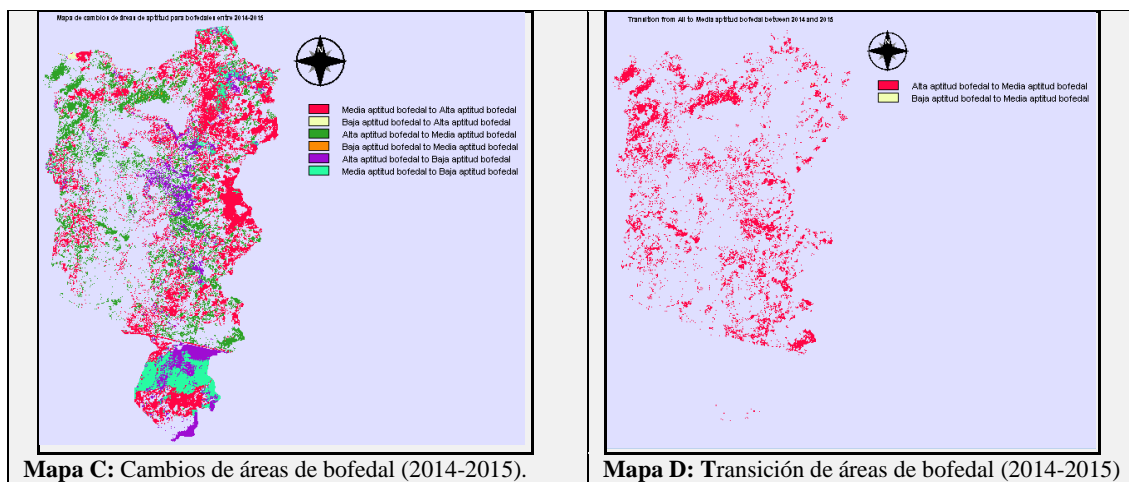 Mapa de cambios de áreas de aptitud para bofedales entre 2014-2015
N
Media aptitud bofedal to Alta aptitud bofedal
Baja aptitud bofedal to Alta aptitud bofedal
Alta aptitud bofedal to Media aptitud bofedal
Baja aptitud bofedal to Media aptitud bofedal
Alta aptitud bofedal to Baja aptitud bofedal
Media aptitud bofedal to Baja aptitud bofedal
Mapa C: Cambios de áreas de bofedal (2014-2015).
Transition from All to Media aptitud bofedal between 2014 and 2015
N
Alta aptitud bofedal to Media aptitud bofedal
Baja aptitud bofedal to Media aptitud bofedal
Mapa D: Transición de áreas de bofedal (2014-2015)